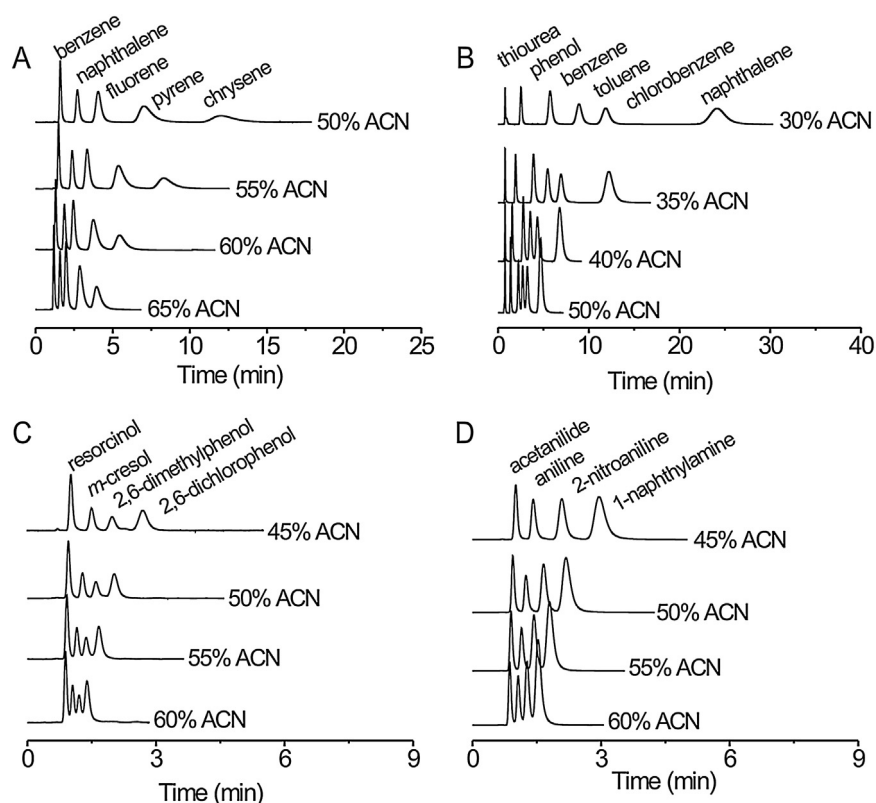 A
benzene
naphthalene
fluorene
pyrene
chrysene
50% ACN
55% ACN
60% ACN
65% ACN
0 5 10 15 20 25
Time (min)
B
thiourea
phenol
benzene
toluene
chlorobenzene
naphthalene
30% ACN
35% ACN
40% ACN
50% ACN
0 10 20 30 40
Time (min)
C
resorcinol
m-cresol
2,6-dimethylphenol
2,6-dichlorophenol
45% ACN
50% ACN
55% ACN
60% ACN
0 3 6 9
Time (min)
D
acetanilide
aniline
2-nitroaniline
1-naphthylamine
45% ACN
50% ACN
55% ACN
60% ACN
0 3 6 9
Time (min)